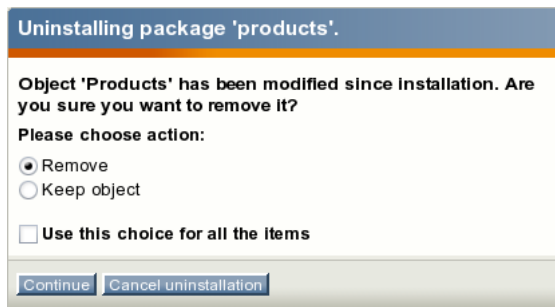 Uninstalling package 'products'.
Object 'Products' has been modified since installation. Are
you sure you want to remove it?
Please choose action:
Remove
Keep object
Use this choice for all the items
Continue Cancel uninstallation